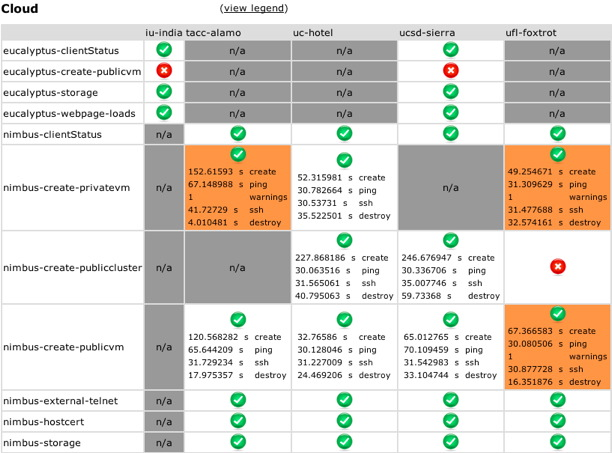 Cloud (view legend)
iu-india tacc-alamo uc-hotel ucsd-sierra ufl-foxtrot
eucalyptus-clientStatus n/a n/a n/a
eucalyptus-create-publicvm n/a n/a n/a
eucalyptus-storage n/a n/a n/a
eucalyptus-webpage-loads n/a n/a n/a
nimbus-clientStatus n/a
nimbus-create-privatevm n/a
152.61593 s create
67.148988 s ping
1 warnings
41.72729 s ssh
4.010481 s destroy
52.315981 s create
30.782664 s ping
30.53731 s ssh
35.522501 s destroy
n/a
49.254671 s create
31.309629 s ping
1 warnings
31.477688 s ssh
32.574161 s destroy
nimbus-create-publiccluster n/a n/a
227.868186 s create
30.063516 s ping
31.565061 s ssh
40.795063 s destroy
246.676947 s create
30.336706 s ping
35.007746 s ssh
59.73368 s destroy
nimbus-create-publicvm n/a
120.568282 s create
65.644209 s ping
31.729234 s ssh
17.975357 s destroy
32.76586 s create
30.128046 s ping
31.227009 s ssh
24.469206 s destroy
65.012765 s create
70.109459 s ping
31.542983 s ssh
33.104744 s destroy
67.366583 s create
30.080506 s ping
1 warnings
30.877728 s ssh
16.351876 s destroy
nimbus-external-telnet n/a
nimbus-hostcert n/a
nimbus-storage n/a